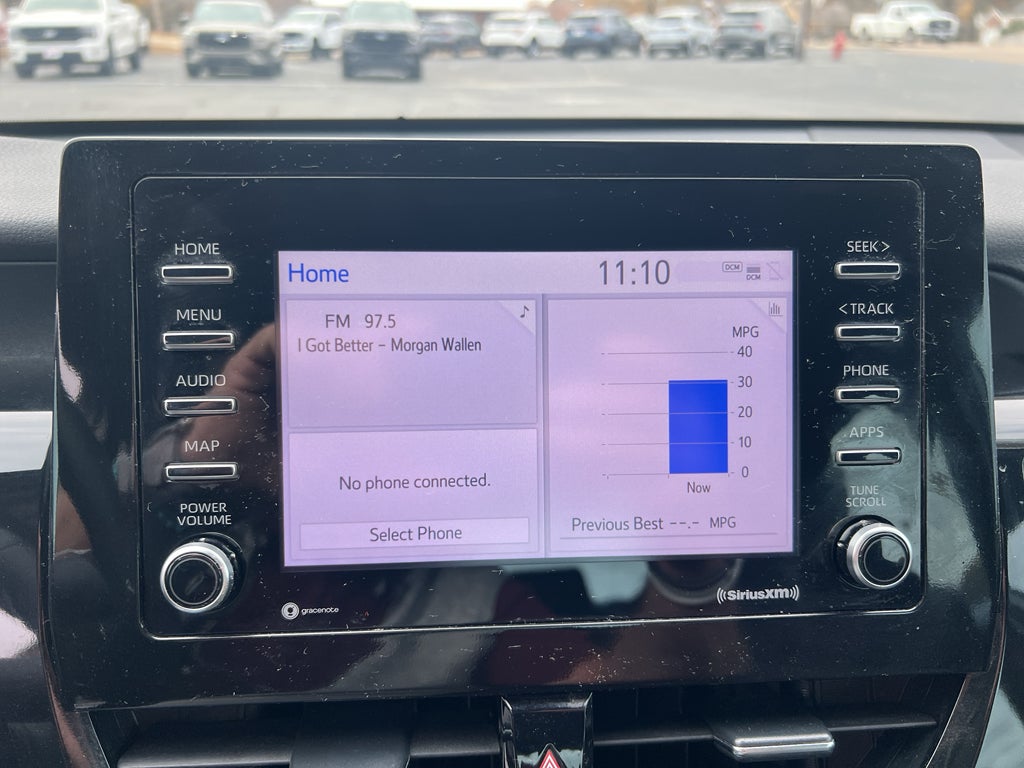 HOME
MENU
AUDIO
MAP
POWER
VOLUME
Home
11:10
DCM
DCM
FM 97.5
I Got Better – Morgan Wallen
No phone connected.
Select Phone
MPG
40
30
20
10
0
Now
Previous Best --.- MPG
SEEK >
< TRACK
PHONE
APPS
TUNE
SCROLL
gracenote
((SiriusXM))